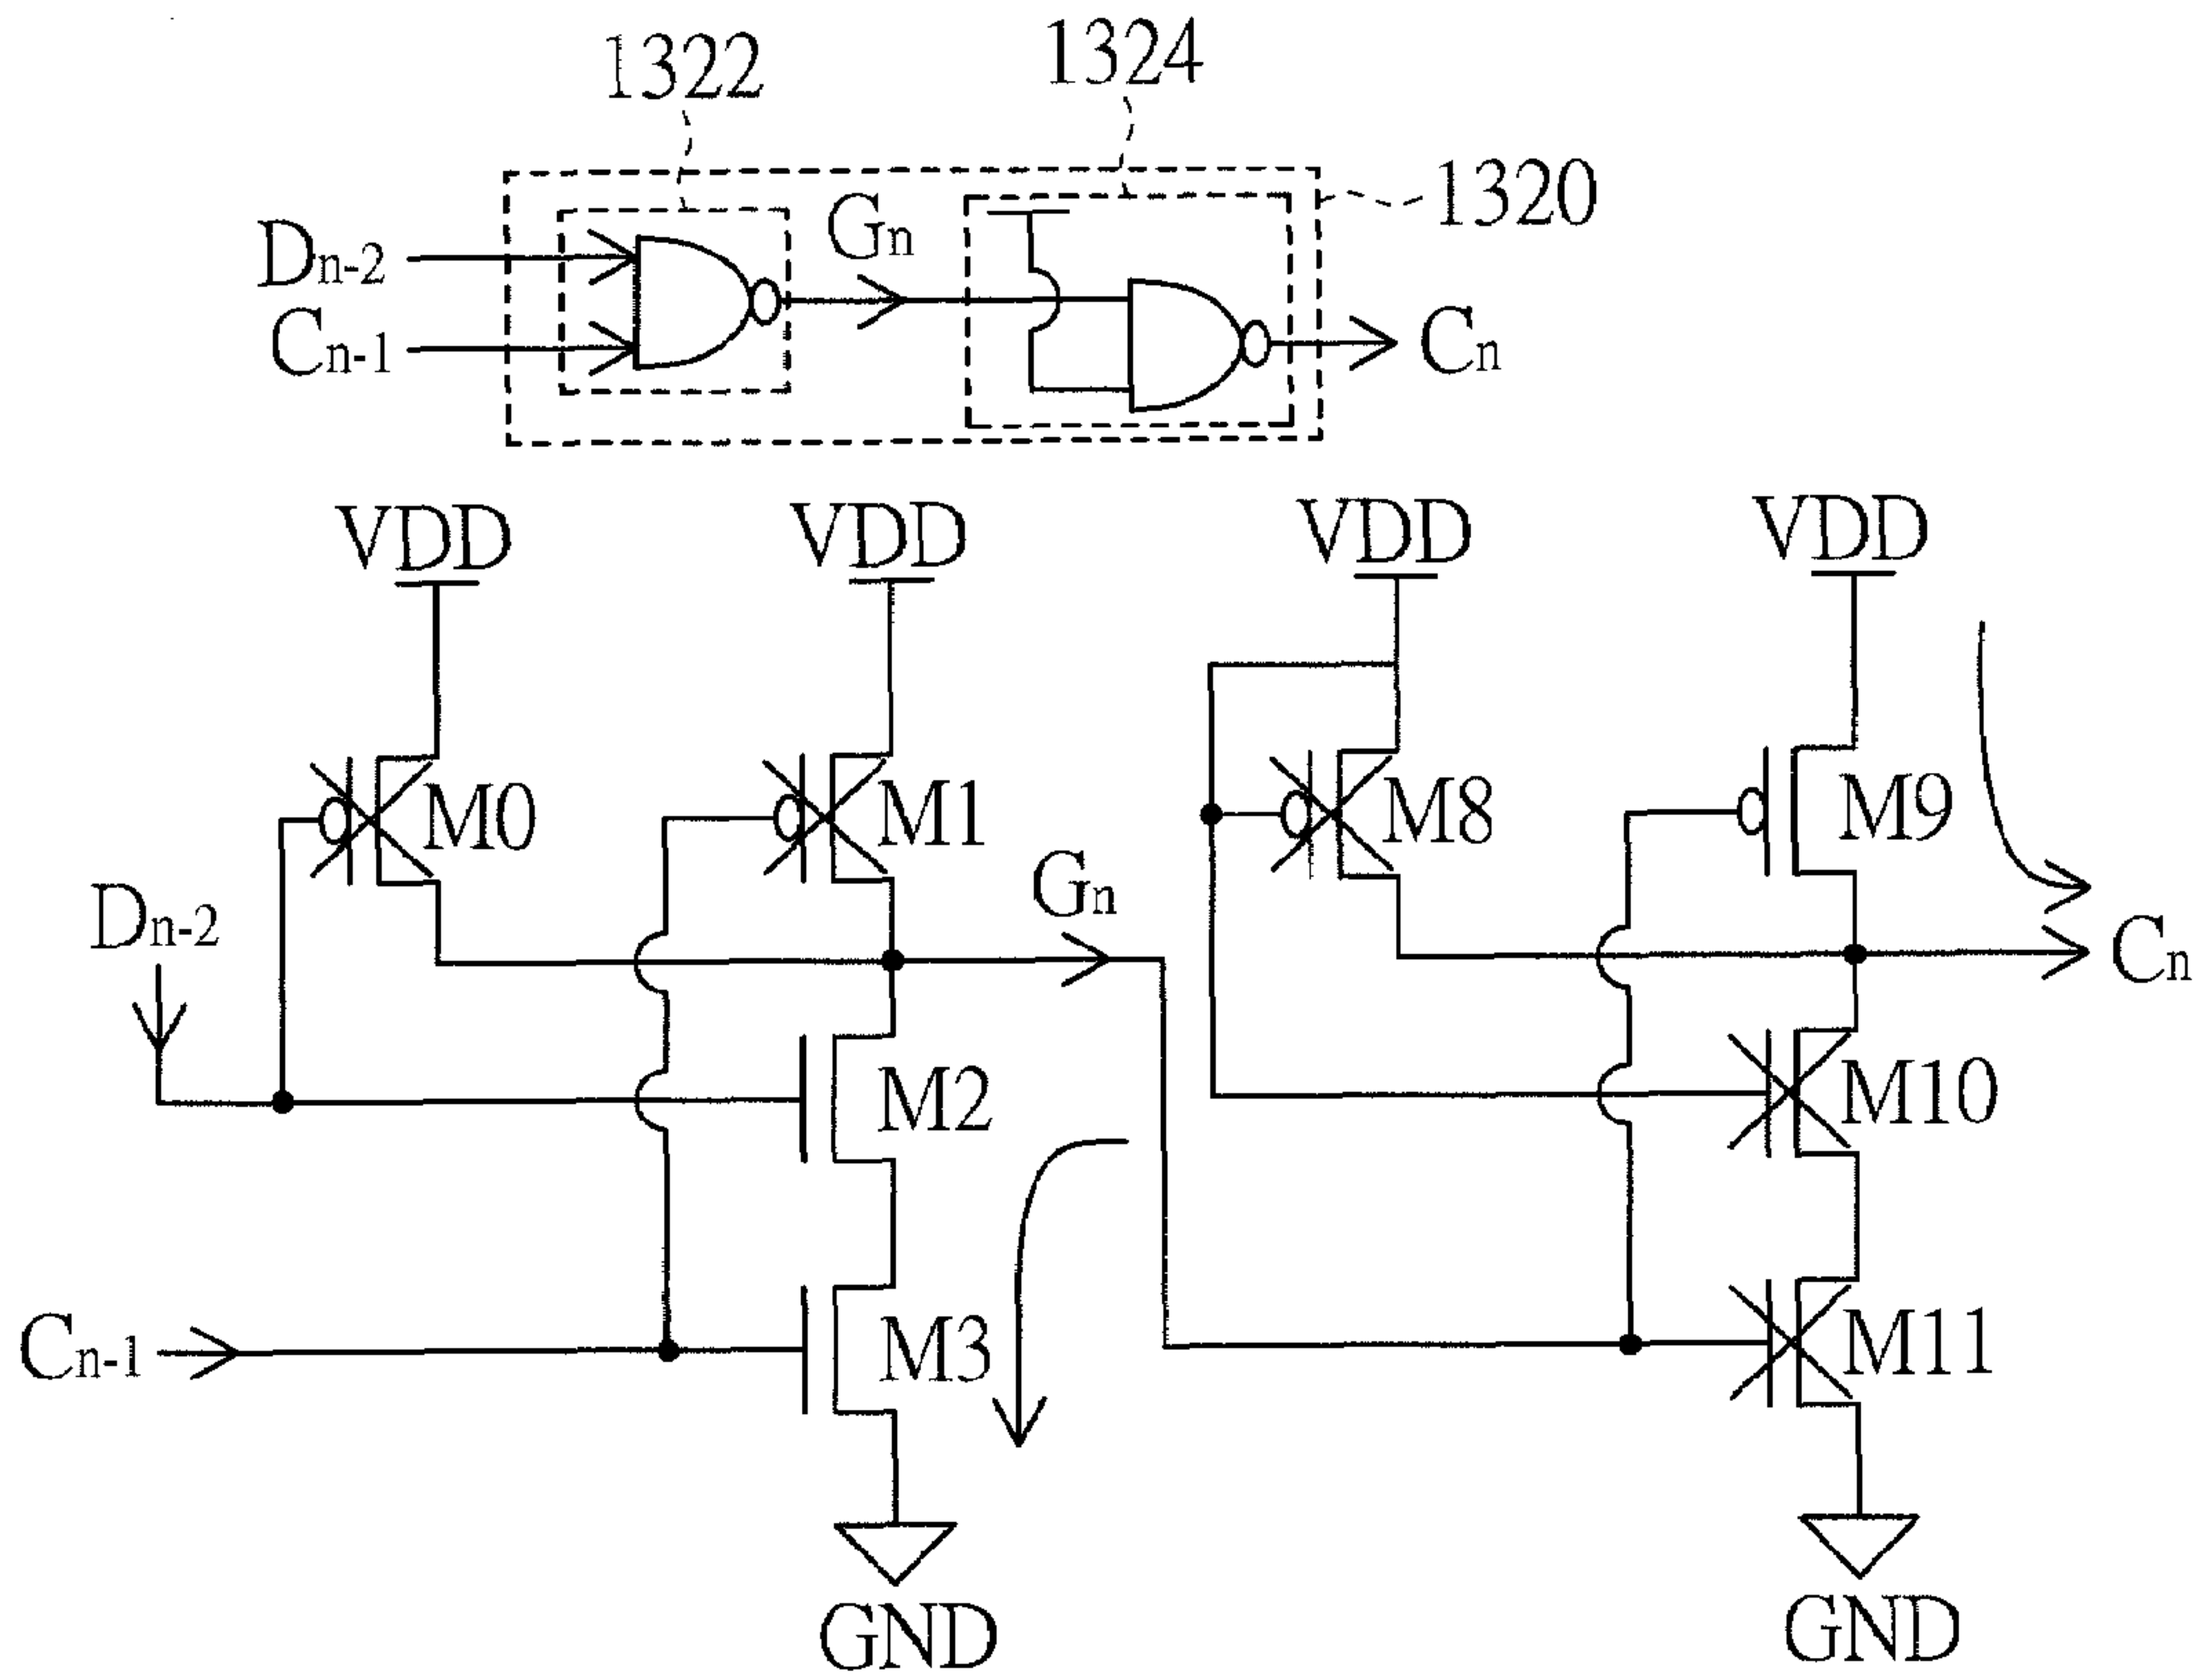 1322
1324
1320
Dn-2
Gn
Cn-1
Cn
VDD
VDD
VDD
VDD
M0
M1
M8
M9
Dn-2
Gn
Cn
M2
M10
Cn-1
M3
M11
GND
GND